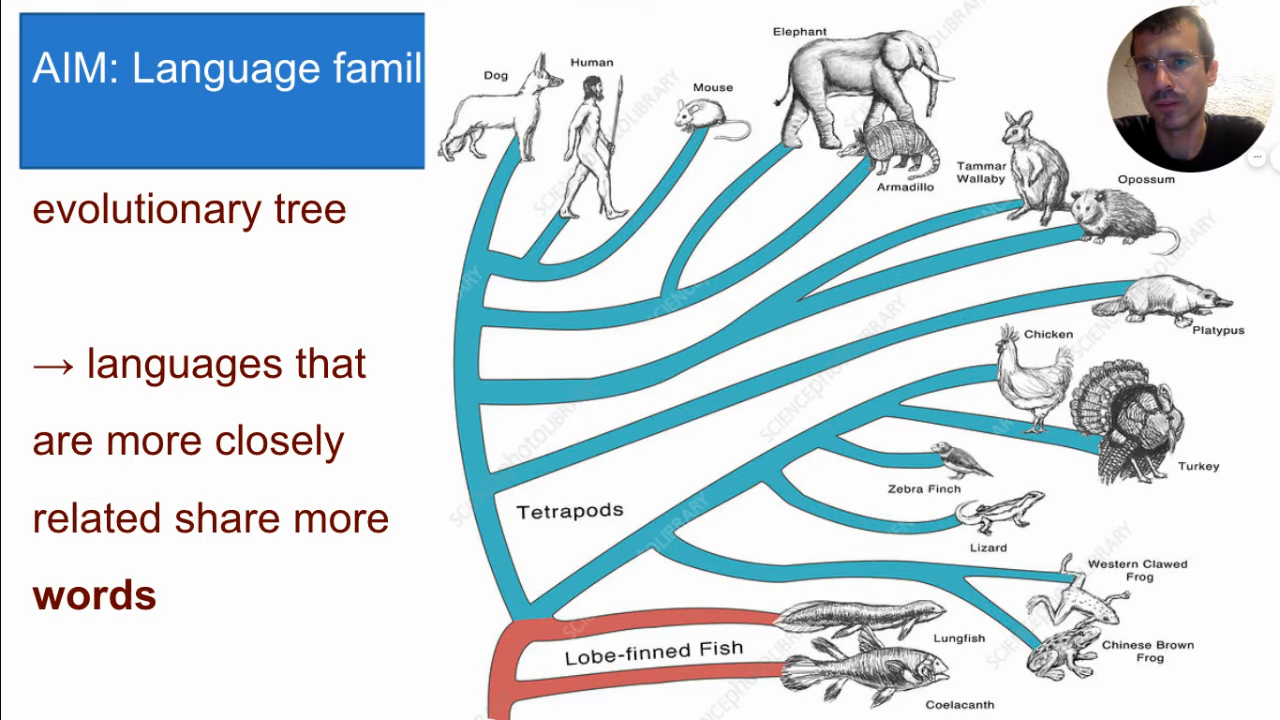 AIM: Language famil
evolutionary tree
→ languages that
are more closely
related share more
words
Elephant
Human
Dog
Mouse
Tammar
Wallaby
Opossum
Armadillo
Platypus
Chicken
Turkey
Zebra Finch
Tetrapods
Lizard
Western Clawed
Frog
Lungfish
Chinese Brown
Frog
Lobe-finned Fish
Coelacanth
SCIENCEphotOLIBRARY